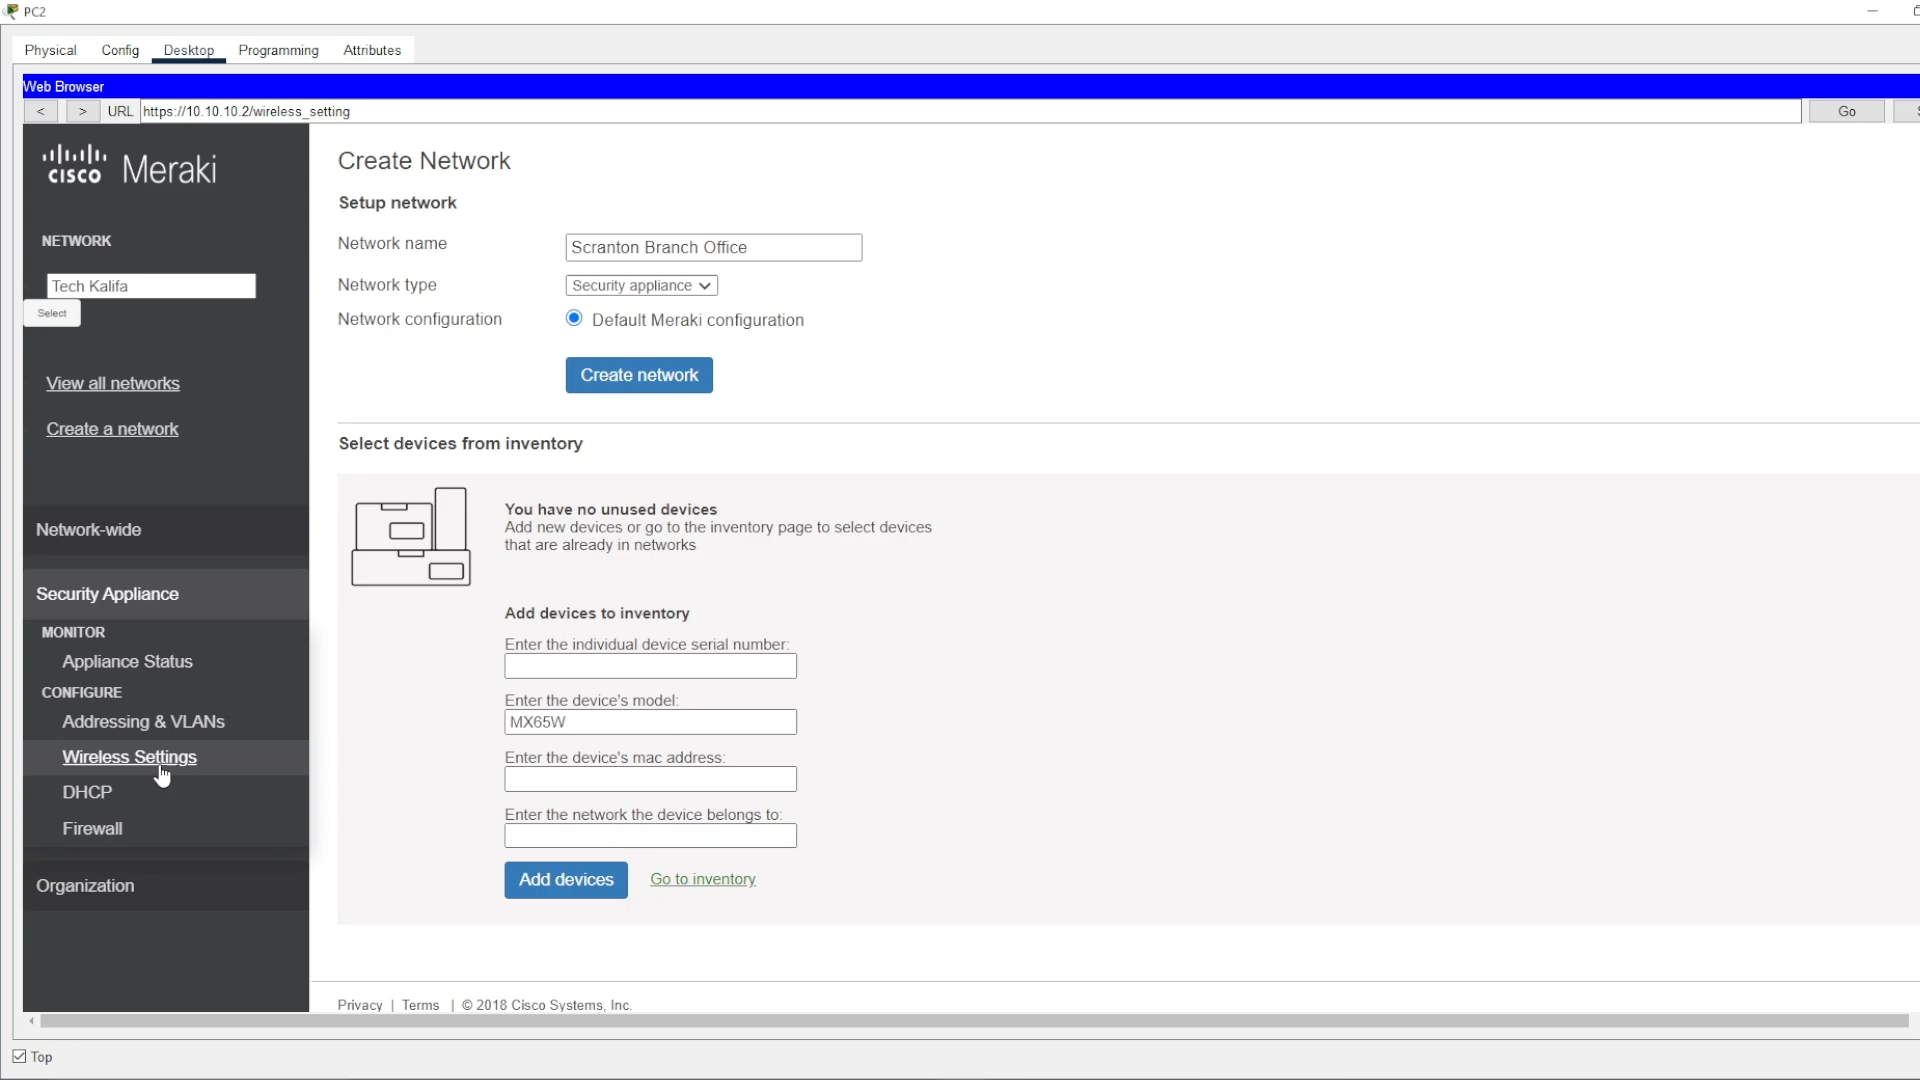 PC2
Physical Config Desktop Programming Attributes
Web Browser
< > URL https://10.10.10.2/wireless_setting Go
cisco Meraki
NETWORK
Tech Kalifa
Select
View all networks
Create a network
Network-wide
Security Appliance
MONITOR
Appliance Status
CONFIGURE
Addressing & VLANs
Wireless Settings
DHCP
Firewall
Organization
Create Network
Setup network
Network name Scranton Branch Office
Network type Security appliance
Network configuration Default Meraki configuration
Create network
Select devices from inventory
You have no unused devices
Add new devices or go to the inventory page to select devices
that are already in networks
Add devices to inventory
Enter the individual device serial number:
Enter the device's model:
MX65W
Enter the device's mac address:
Enter the network the device belongs to:
Add devices Go to inventory
Privacy | Terms | © 2018 Cisco Systems, Inc.
Top